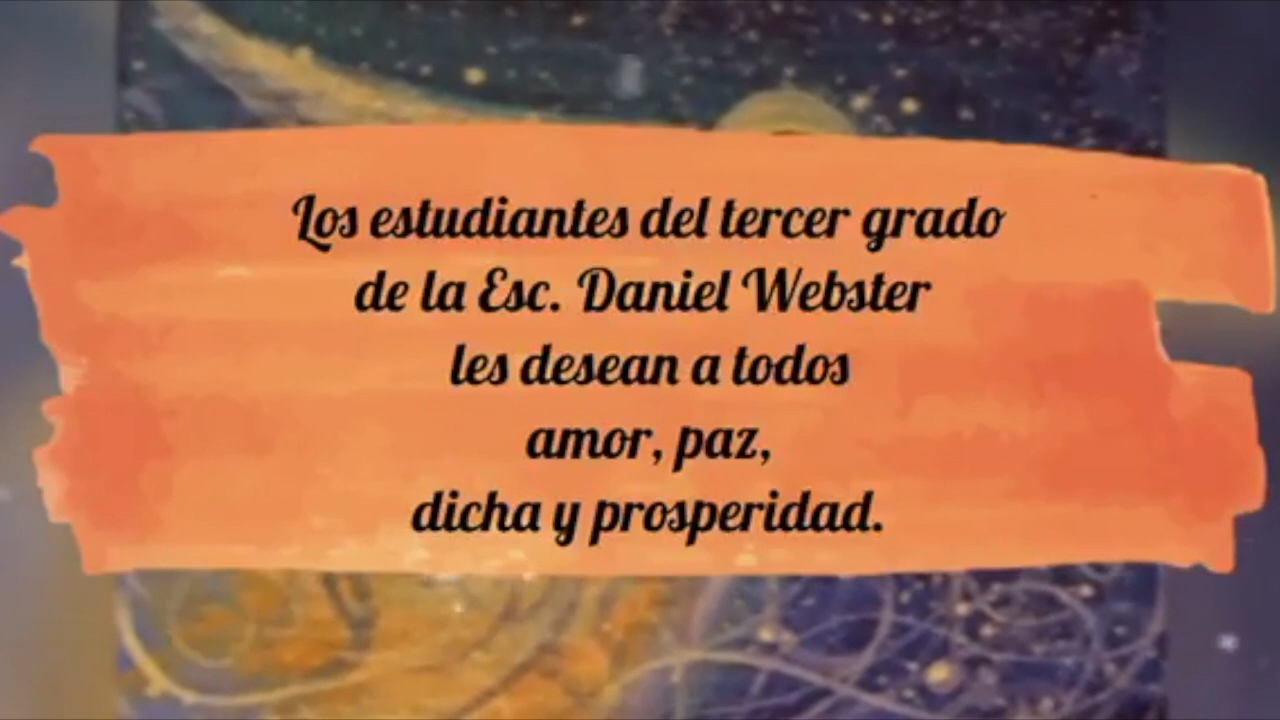 Los estudiantes del tercer grado
de la Esc. Daniel Webster
les desean a todos
amor, paz,
dicha y prosperidad.